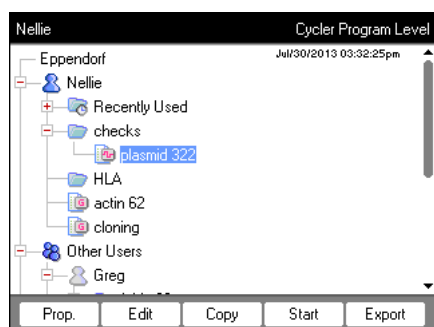 Nellie Cycler Program Level
Eppendorf Jul/30/2013 03:32:25pm
Nellie
Recently Used
checks
plasmid 322
HLA
actin 62
cloning
Other Users
Greg
Prop. Edit Copy Start Export